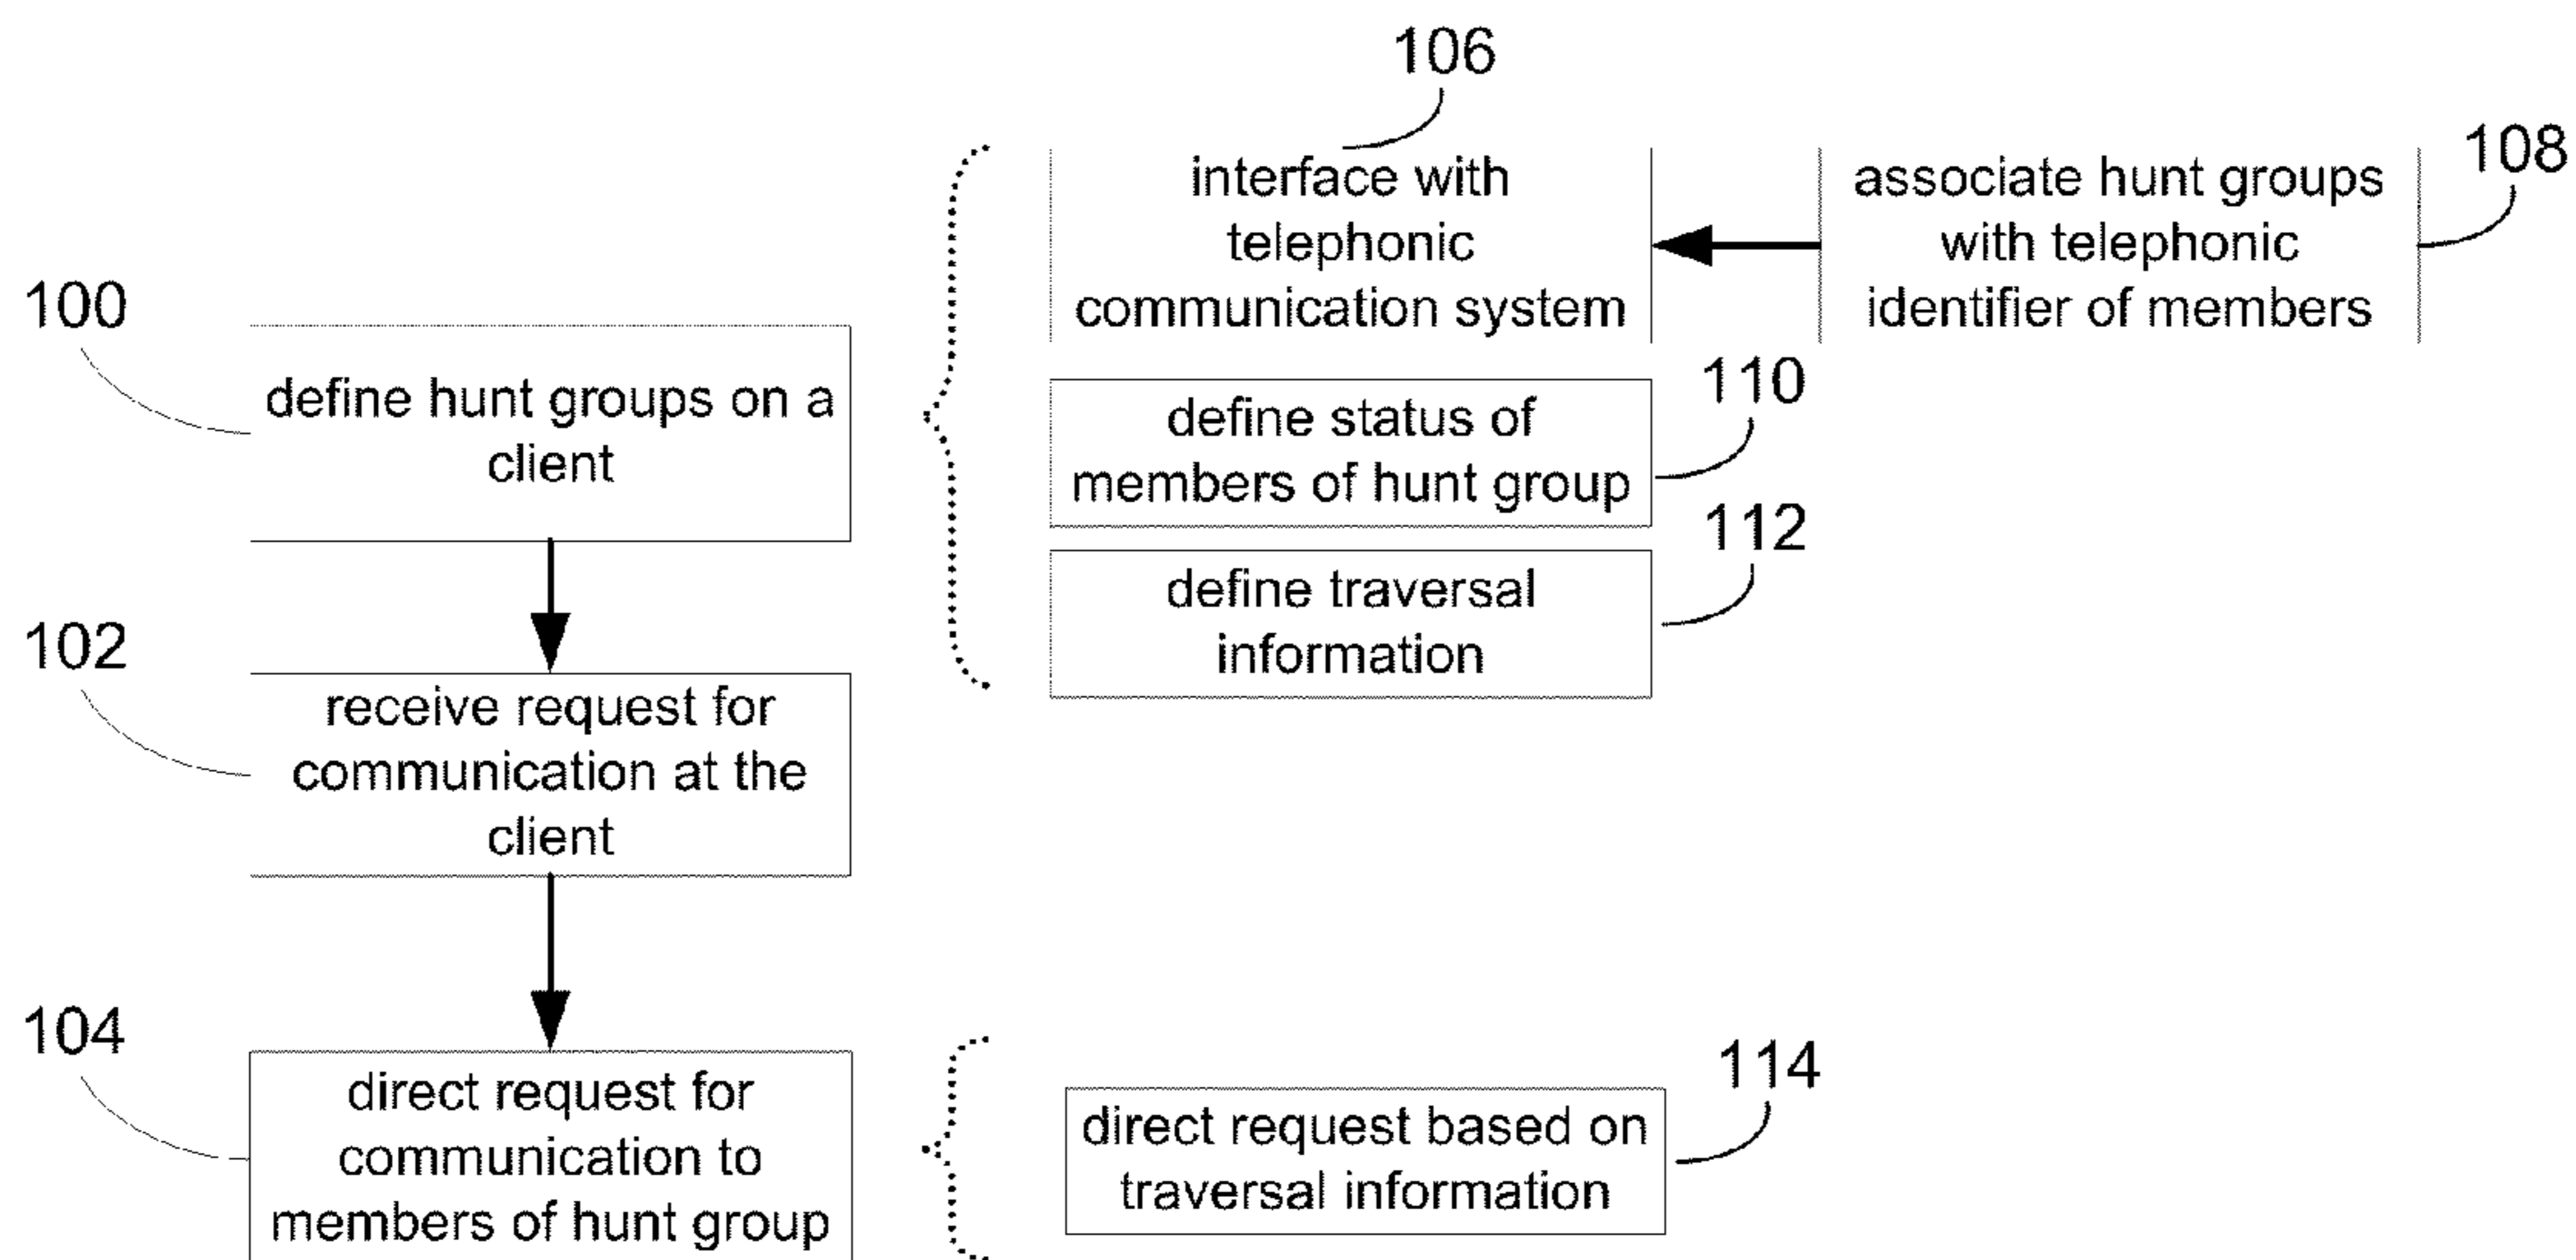 106
interface with
telephonic
communication system
108
associate hunt groups
with telephonic
identifier of members
100
define hunt groups on a
client
110
define status of
members of hunt group
112
define traversal
information
102
receive request for
communication at the
client
104
direct request for
communication to
members of hunt group
114
direct request based on
traversal information